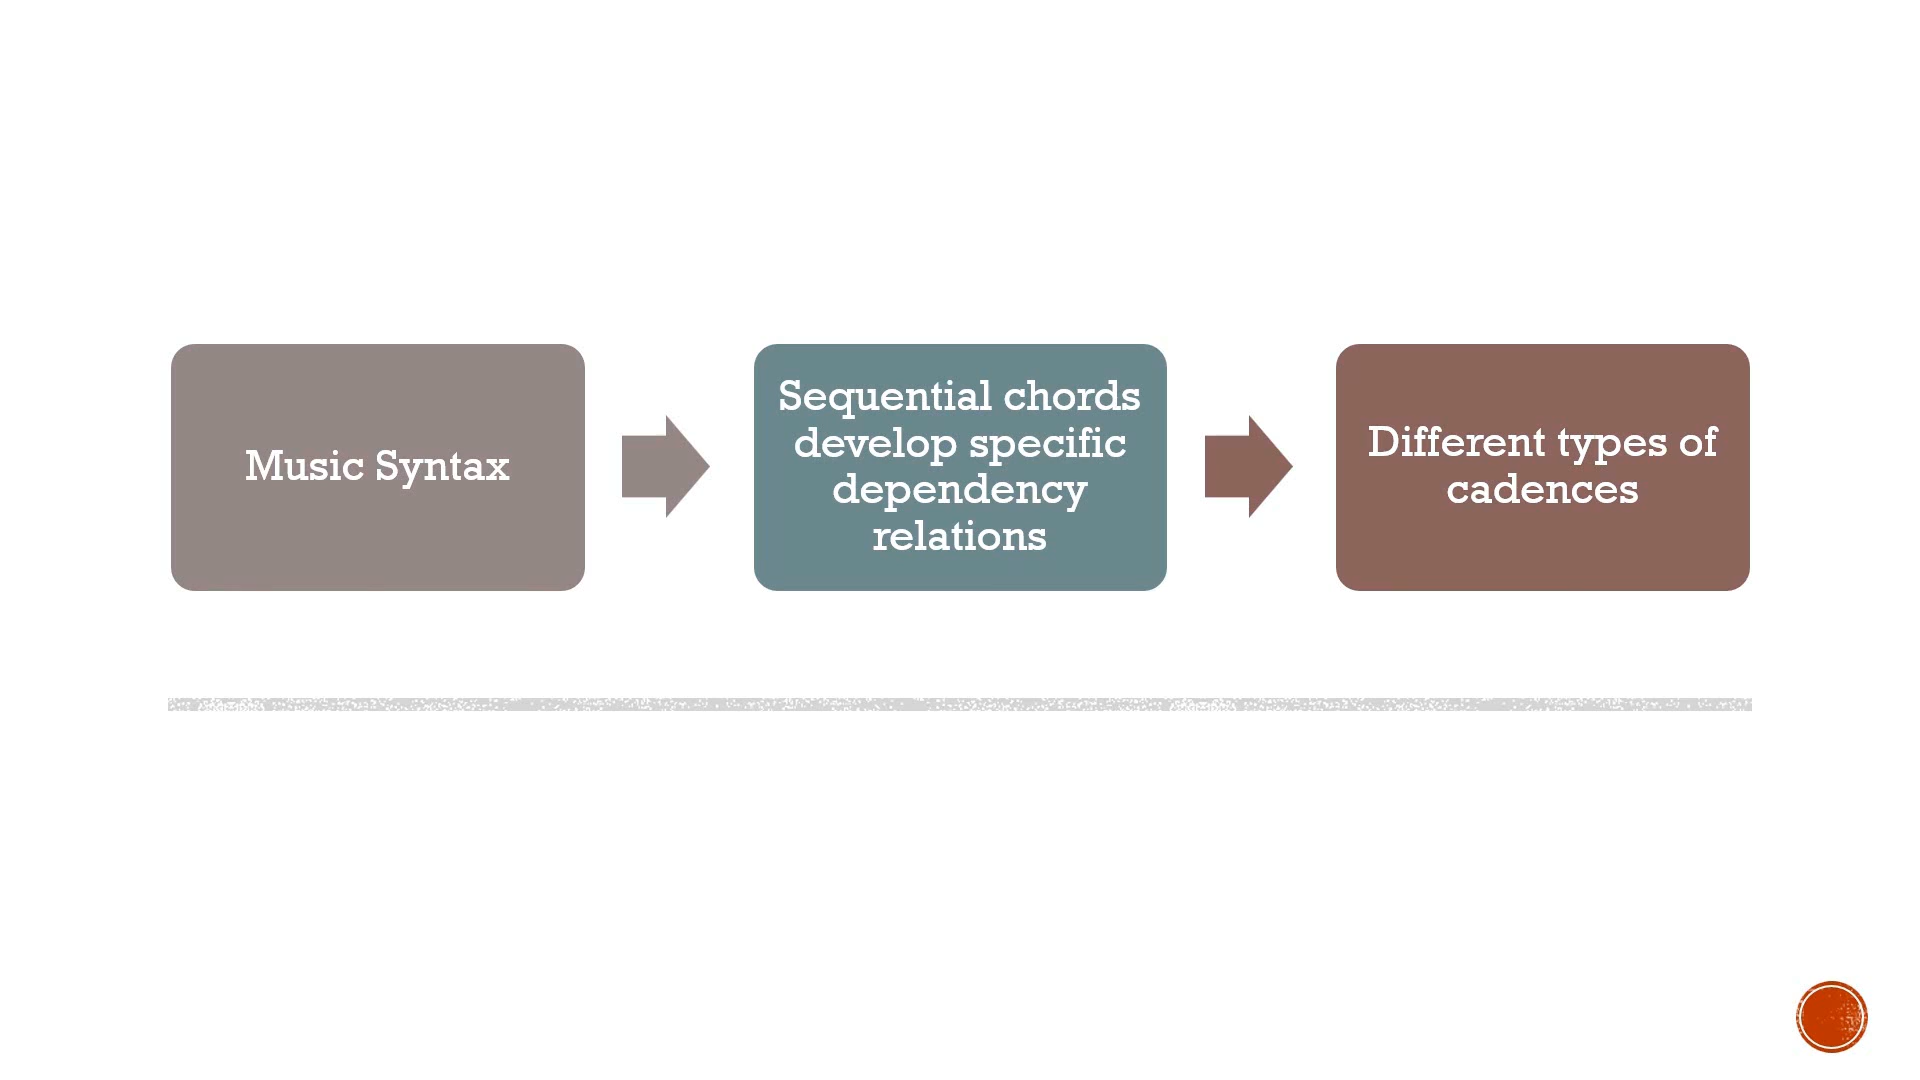 Music Syntax
Sequential chords
develop specific
dependency
relations
Different types of
cadences